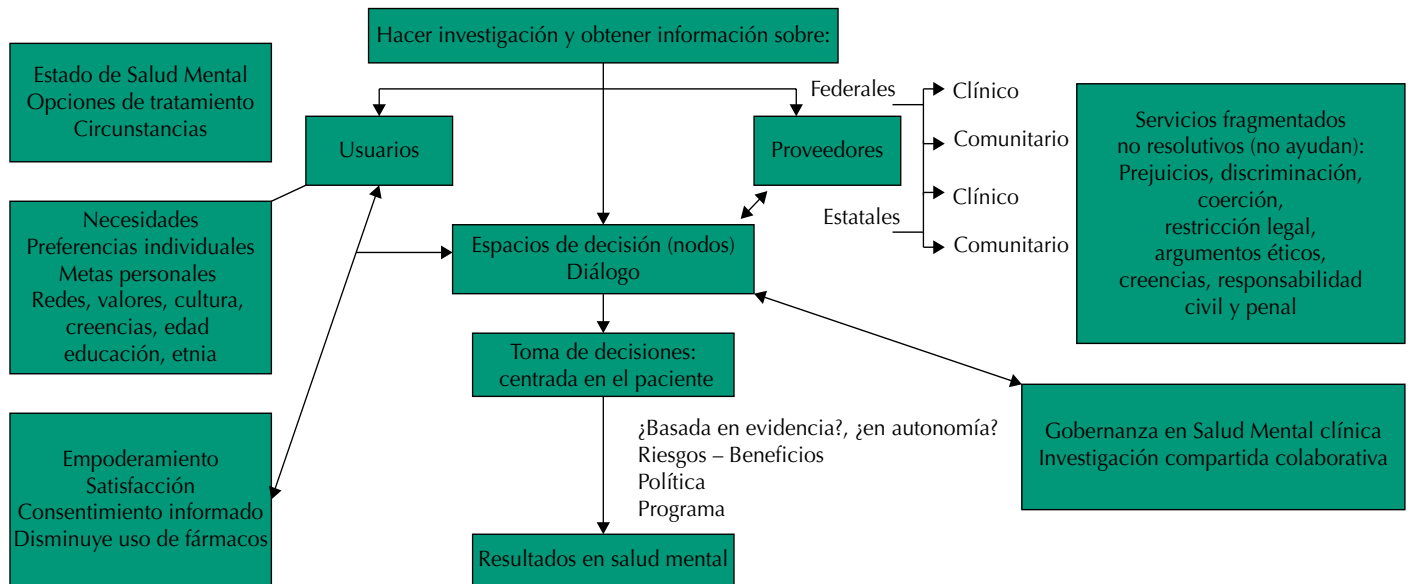 Hacer investigación y obtener información sobre:
Estado de Salud Mental
Opciones de tratamiento
Circunstancias
Usuarios
Proveedores
Federales
Clínico
Comunitario
Estatales
Clínico
Comunitario
Servicios fragmentados
no resolutivos (no ayudan):
Prejuicios, discriminación,
coerción,
restricción legal,
argumentos éticos,
creencias, responsabilidad
civil y penal
Necesidades
Preferencias individuales
Metas personales
Redes, valores, cultura,
creencias, edad
educación, etnia
Espacios de decisión (nodos)
Diálogo
Toma de decisiones:
centrada en el paciente
¿Basada en evidencia?, ¿en autonomía?
Riesgos – Beneficios
Política
Programa
Gobernanza en Salud Mental clínica
Investigación compartida colaborativa
Empoderamiento
Satisfacción
Consentimiento informado
Disminuye uso de fármacos
Resultados en salud mental